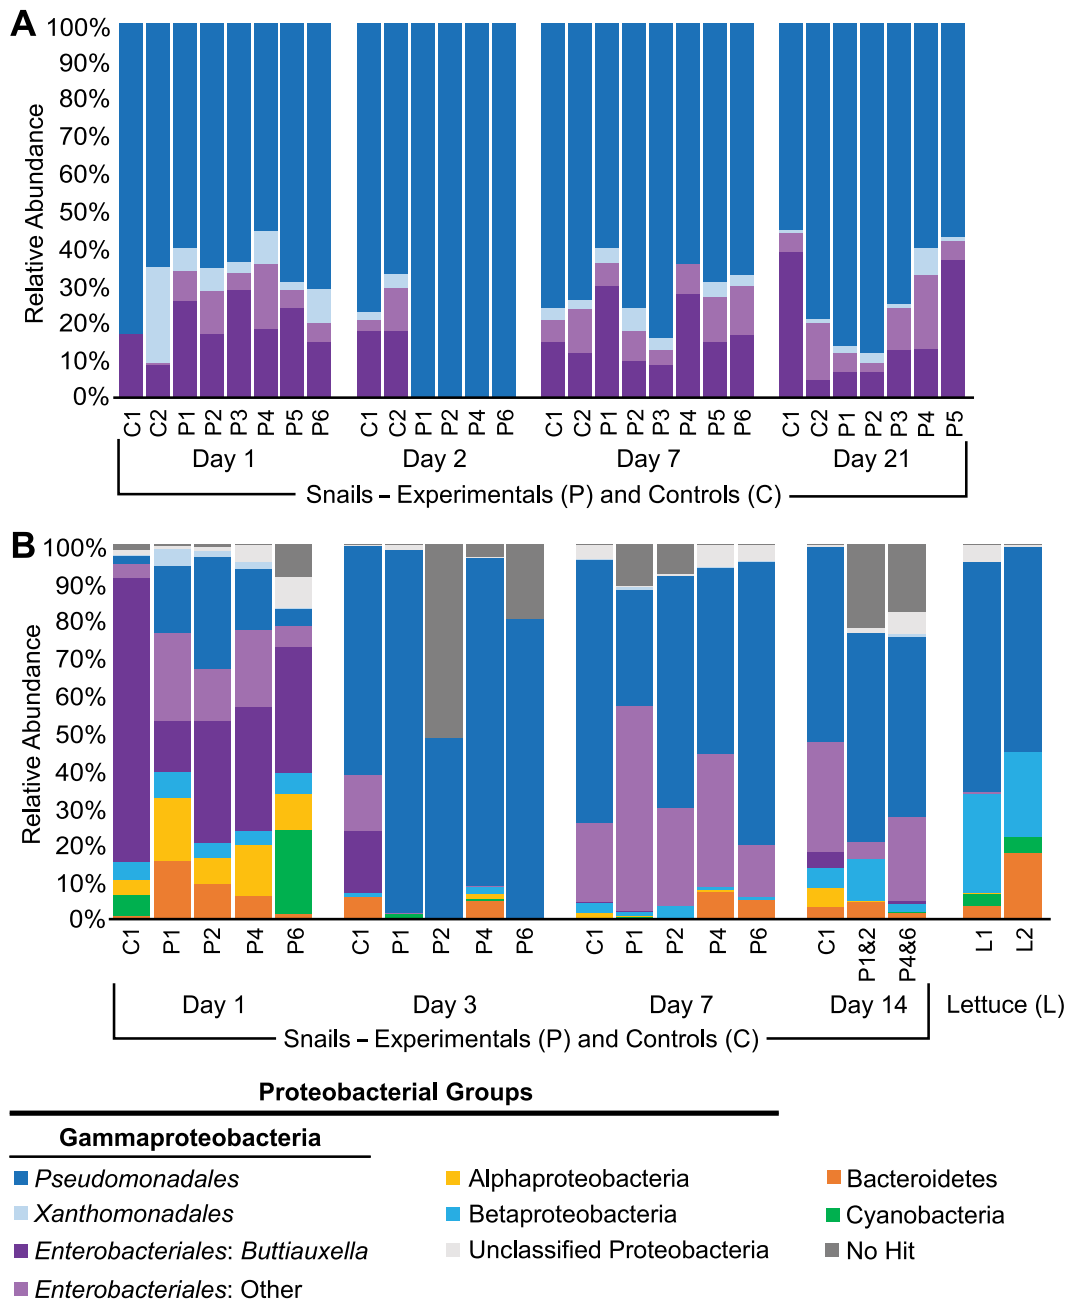 A
100%
90%
80%
70%
60%
50%
40%
30%
20%
10%
0%
Relative Abundance
C1 C2 P1 P2 P3 P4 P5 P6 C1 C2 P1 P2 P4 P6 C1 C2 P1 P2 P3 P4 P5 P6 C1 C2 P1 P2 P3 P4 P5
Day 1 Day 2 Day 7 Day 21
Snails – Experimentals (P) and Controls (C)
B
100%
90%
80%
70%
60%
50%
40%
30%
20%
10%
0%
Relative Abundance
C1 P1 P2 P4 P6 C1 P1 P2 P4 P6 C1 P1 P2 P4 P6 C1 P1&2 P4&6 L1 L2
Day 1 Day 3 Day 7 Day 14 Lettuce (L)
Snails – Experimentals (P) and Controls (C)
Proteobacterial Groups
Gammaproteobacteria
Pseudomonadales Alphaproteobacteria Bacteroidetes
Xanthomonadales Betaproteobacteria Cyanobacteria
Enterobacteriales: Buttiauxella Unclassified Proteobacteria No Hit
Enterobacteriales: Other